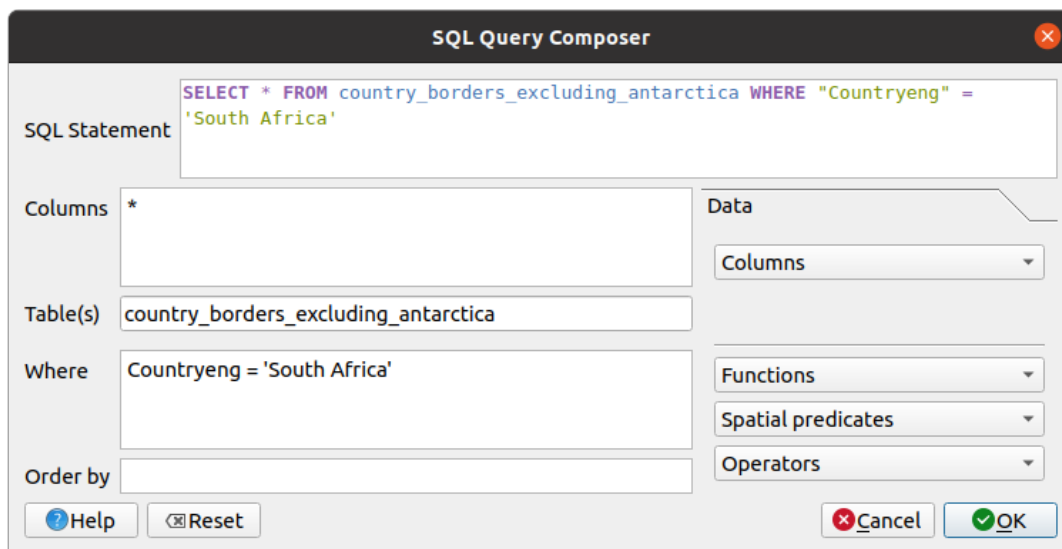 SQL Query Composer
SQL Statement
SELECT * FROM country_borders_excluding_antarctica WHERE "Countryeng" =
'South Africa'
Columns
*
Data
Columns
Table(s)
country_borders_excluding_antarctica
Where
Countryeng = 'South Africa'
Functions
Spatial predicates
Operators
Order by
Help
Reset
Cancel
OK